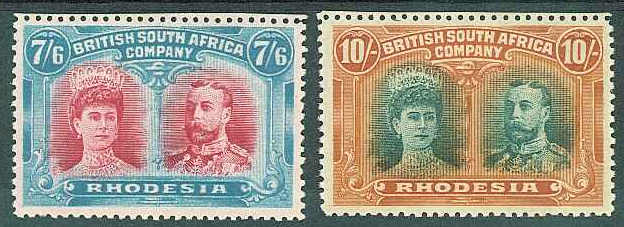 7/6 BRITISH SOUTH AFRICA 7/6
COMPANY
RHODESIA
10/- BRITISH SOUTH AFRICA 10/-
COMPANY
RHODESIA